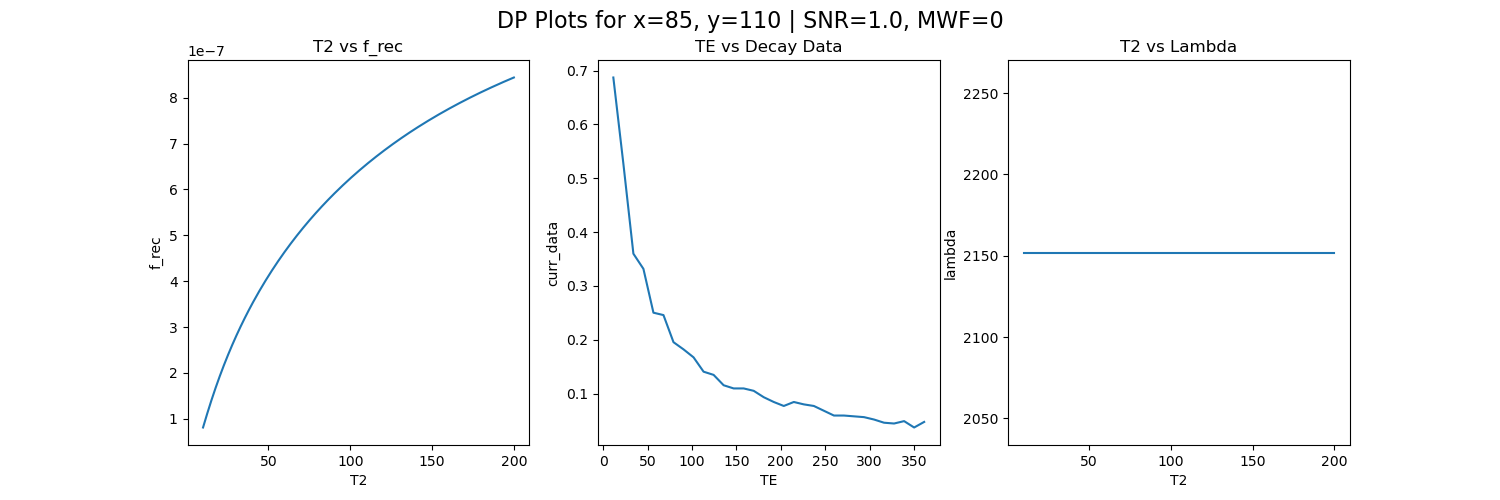 DP Plots for x=85, y=110 | SNR=1.0, MWF=0
T2 vs f_rec
1e−7
8
7
6
5
4
3
2
1
f_rec
50 100 150 200
T2
TE vs Decay Data
0.7
0.6
0.5
0.4
0.3
0.2
0.1
curr_data
0 50 100 150 200 250 300 350
TE
T2 vs Lambda
2250
2200
2150
2100
2050
lambda
50 100 150 200
T2